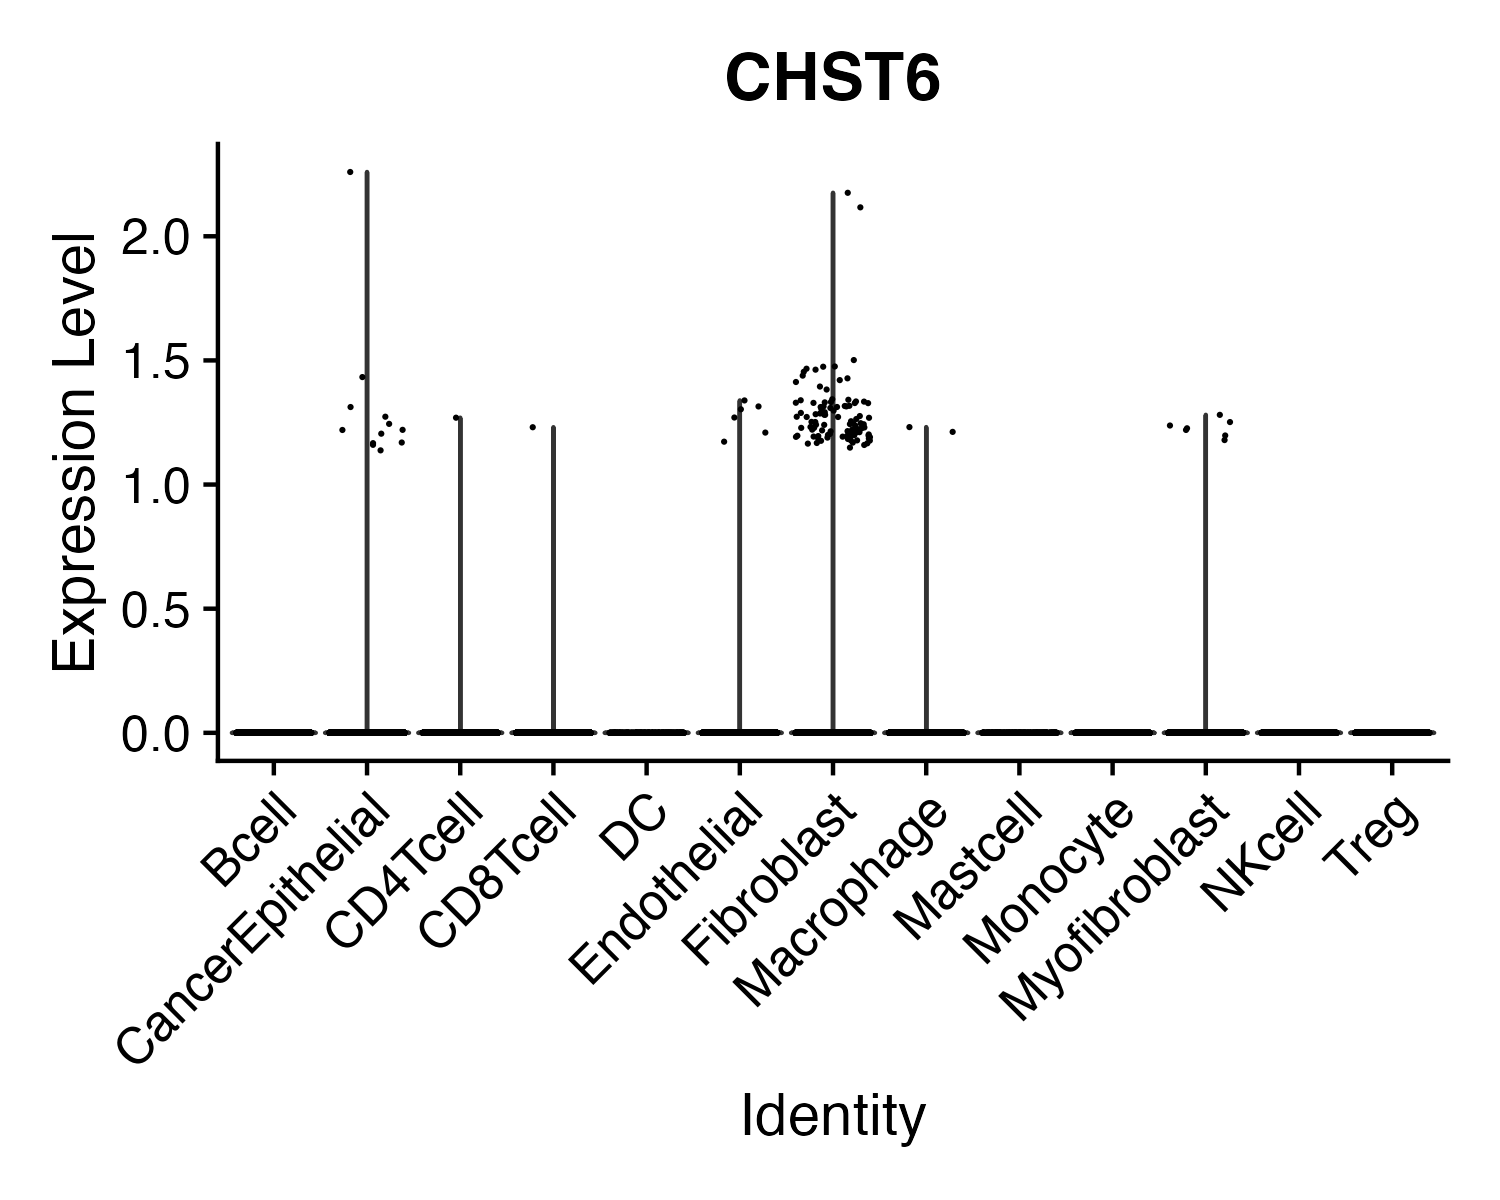 CHST6
Expression Level
2.0
1.5
1.0
0.5
0.0
Bcell
CancerEpithelial
CD4Tcell
CD8Tcell
DC
Endothelial
Fibroblast
Macrophage
Mastcell
Monocyte
Myofibroblast
NKcell
Treg
Identity